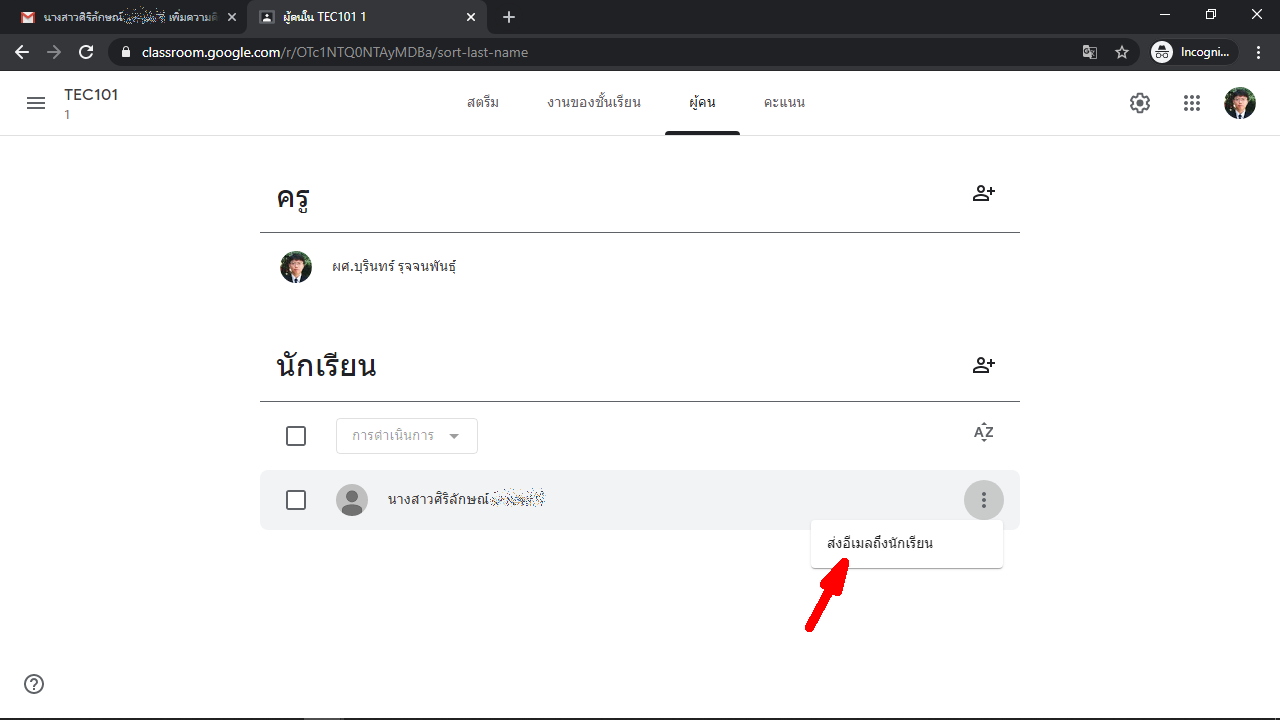 นางสาวศิริลักษณ์ เพิ่มความคิ
ผู้คนใน TEC101 1
classroom.google.com/r/OTc1NTQ0NTAyMDBa/sort-last-name
Incogni...
TEC101
1
สตรีม
งานของชั้นเรียน
ผู้คน
คะแนน
ครู
ผศ.บุรินทร์ รุจจนพันธุ์
นักเรียน
การดำเนินการ
AZ
นางสาวศิริลักษณ์
ส่งอีเมลถึงนักเรียน